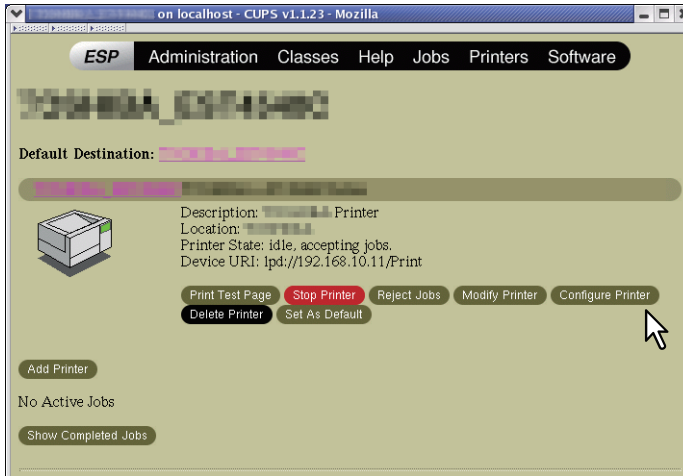 on localhost - CUPS v1.1.23 - Mozilla
ESP Administration Classes Help Jobs Printers Software
Default Destination:
Description: Printer
Location:
Printer State: idle, accepting jobs.
Device URI: lpd://192.168.10.11/Print
Print Test Page Stop Printer Reject Jobs Modify Printer Configure Printer
Delete Printer Set As Default
Add Printer
No Active Jobs
Show Completed Jobs